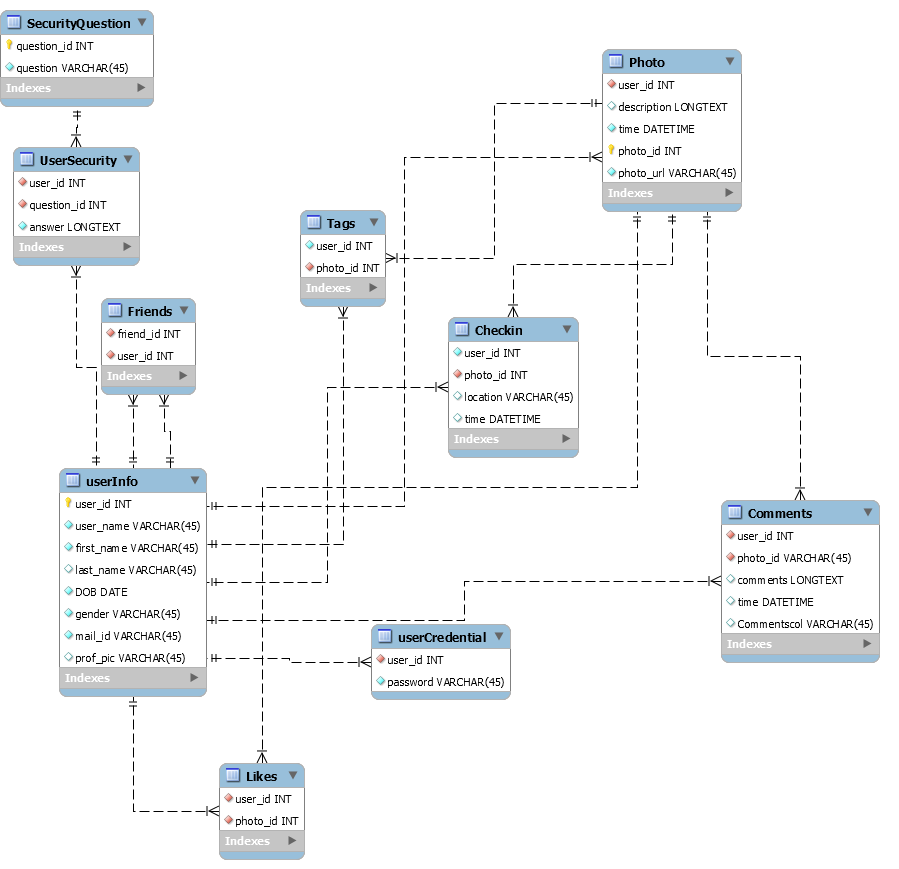 SecurityQuestion
question_id INT
question VARCHAR(45)
Indexes
UserSecurity
user_id INT
question_id INT
answer LONGTEXT
Indexes
Friends
friend_id INT
user_id INT
Indexes
userInfo
user_id INT
user_name VARCHAR(45)
first_name VARCHAR(45)
last_name VARCHAR(45)
DOB DATE
gender VARCHAR(45)
mail_id VARCHAR(45)
prof_pic VARCHAR(45)
Indexes
Tags
user_id INT
photo_id INT
Indexes
Photo
user_id INT
description LONGTEXT
time DATETIME
photo_id INT
photo_url VARCHAR(45)
Indexes
Checkin
user_id INT
photo_id INT
location VARCHAR(45)
time DATETIME
Indexes
Comments
user_id INT
photo_id VARCHAR(45)
comments LONGTEXT
time DATETIME
Commentscol VARCHAR(45)
Indexes
userCredential
user_id INT
password VARCHAR(45)
Likes
user_id INT
photo_id INT
Indexes